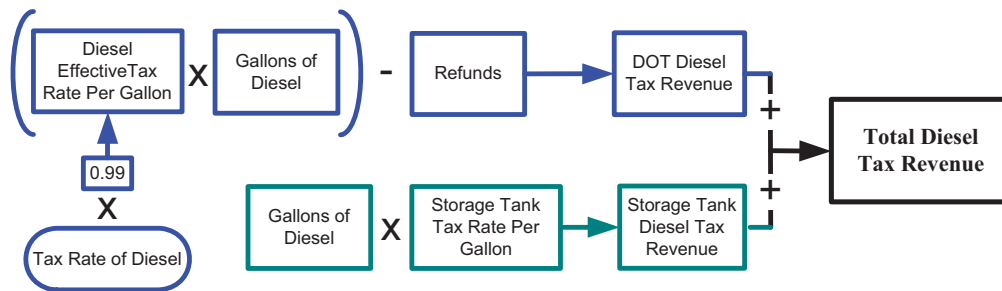 Diesel
EffectiveTax
Rate Per Gallon
X
Gallons of
Diesel
-
Refunds
DOT Diesel
Tax Revenue
+
0.99
X
Tax Rate of Diesel
Gallons of
Diesel
X
Storage Tank
Tax Rate Per
Gallon
Storage Tank
Diesel Tax
Revenue
+
Total Diesel
Tax Revenue